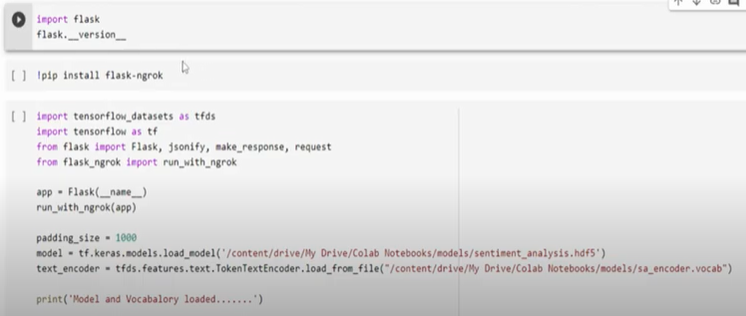 import flask
flask.__version__
[ ] !pip install flask-ngrok
[ ] import tensorflow_datasets as tfds
import tensorflow as tf
from flask import Flask, jsonify, make_response, request
from flask_ngrok import run_with_ngrok
app = Flask(__name__)
run_with_ngrok(app)
padding_size = 1000
model = tf.keras.models.load_model('/content/drive/My Drive/Colab Notebooks/models/sentiment_analysis.hdf5')
text_encoder = tfds.features.text.TokenTextEncoder.load_from_file("/content/drive/My Drive/Colab Notebooks/models/sa_encoder.vocab")
print('Model and Vocabalory loaded.......')